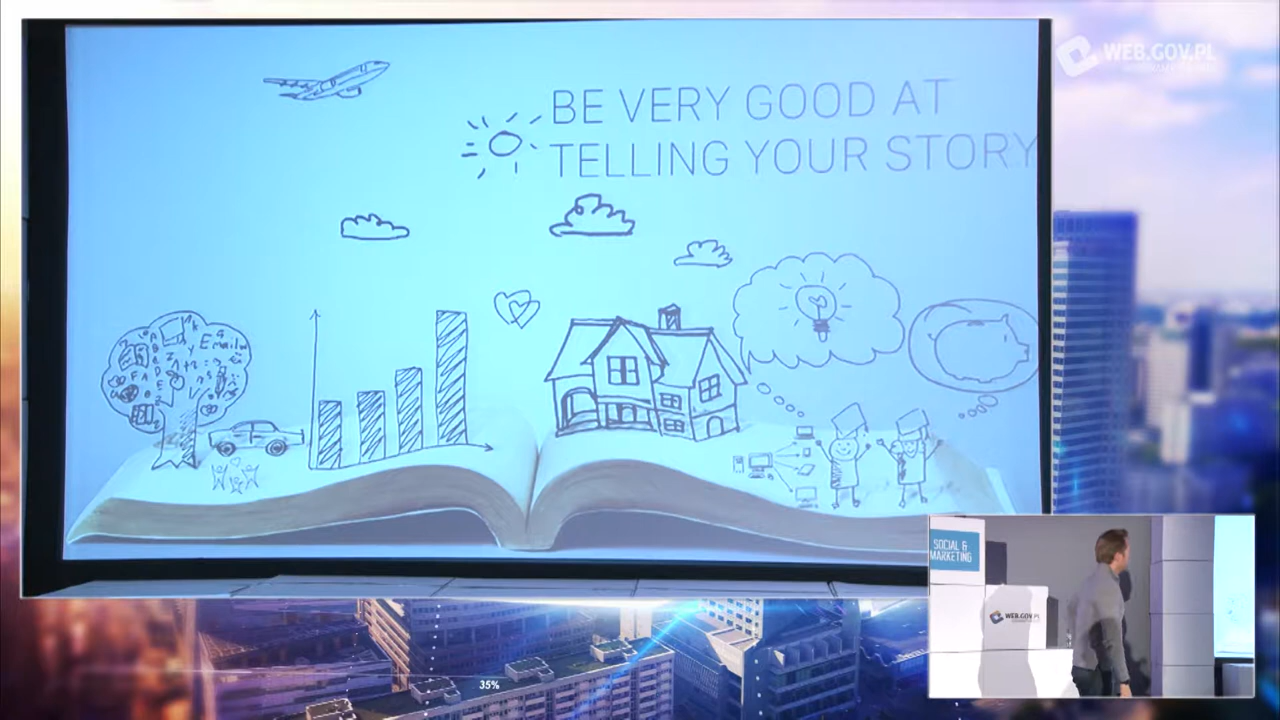 WEB.GOV.PL
BE VERY GOOD AT
TELLING YOUR STORY
SOCIAL &
MARKETING
WEB.GOV.PL
35%